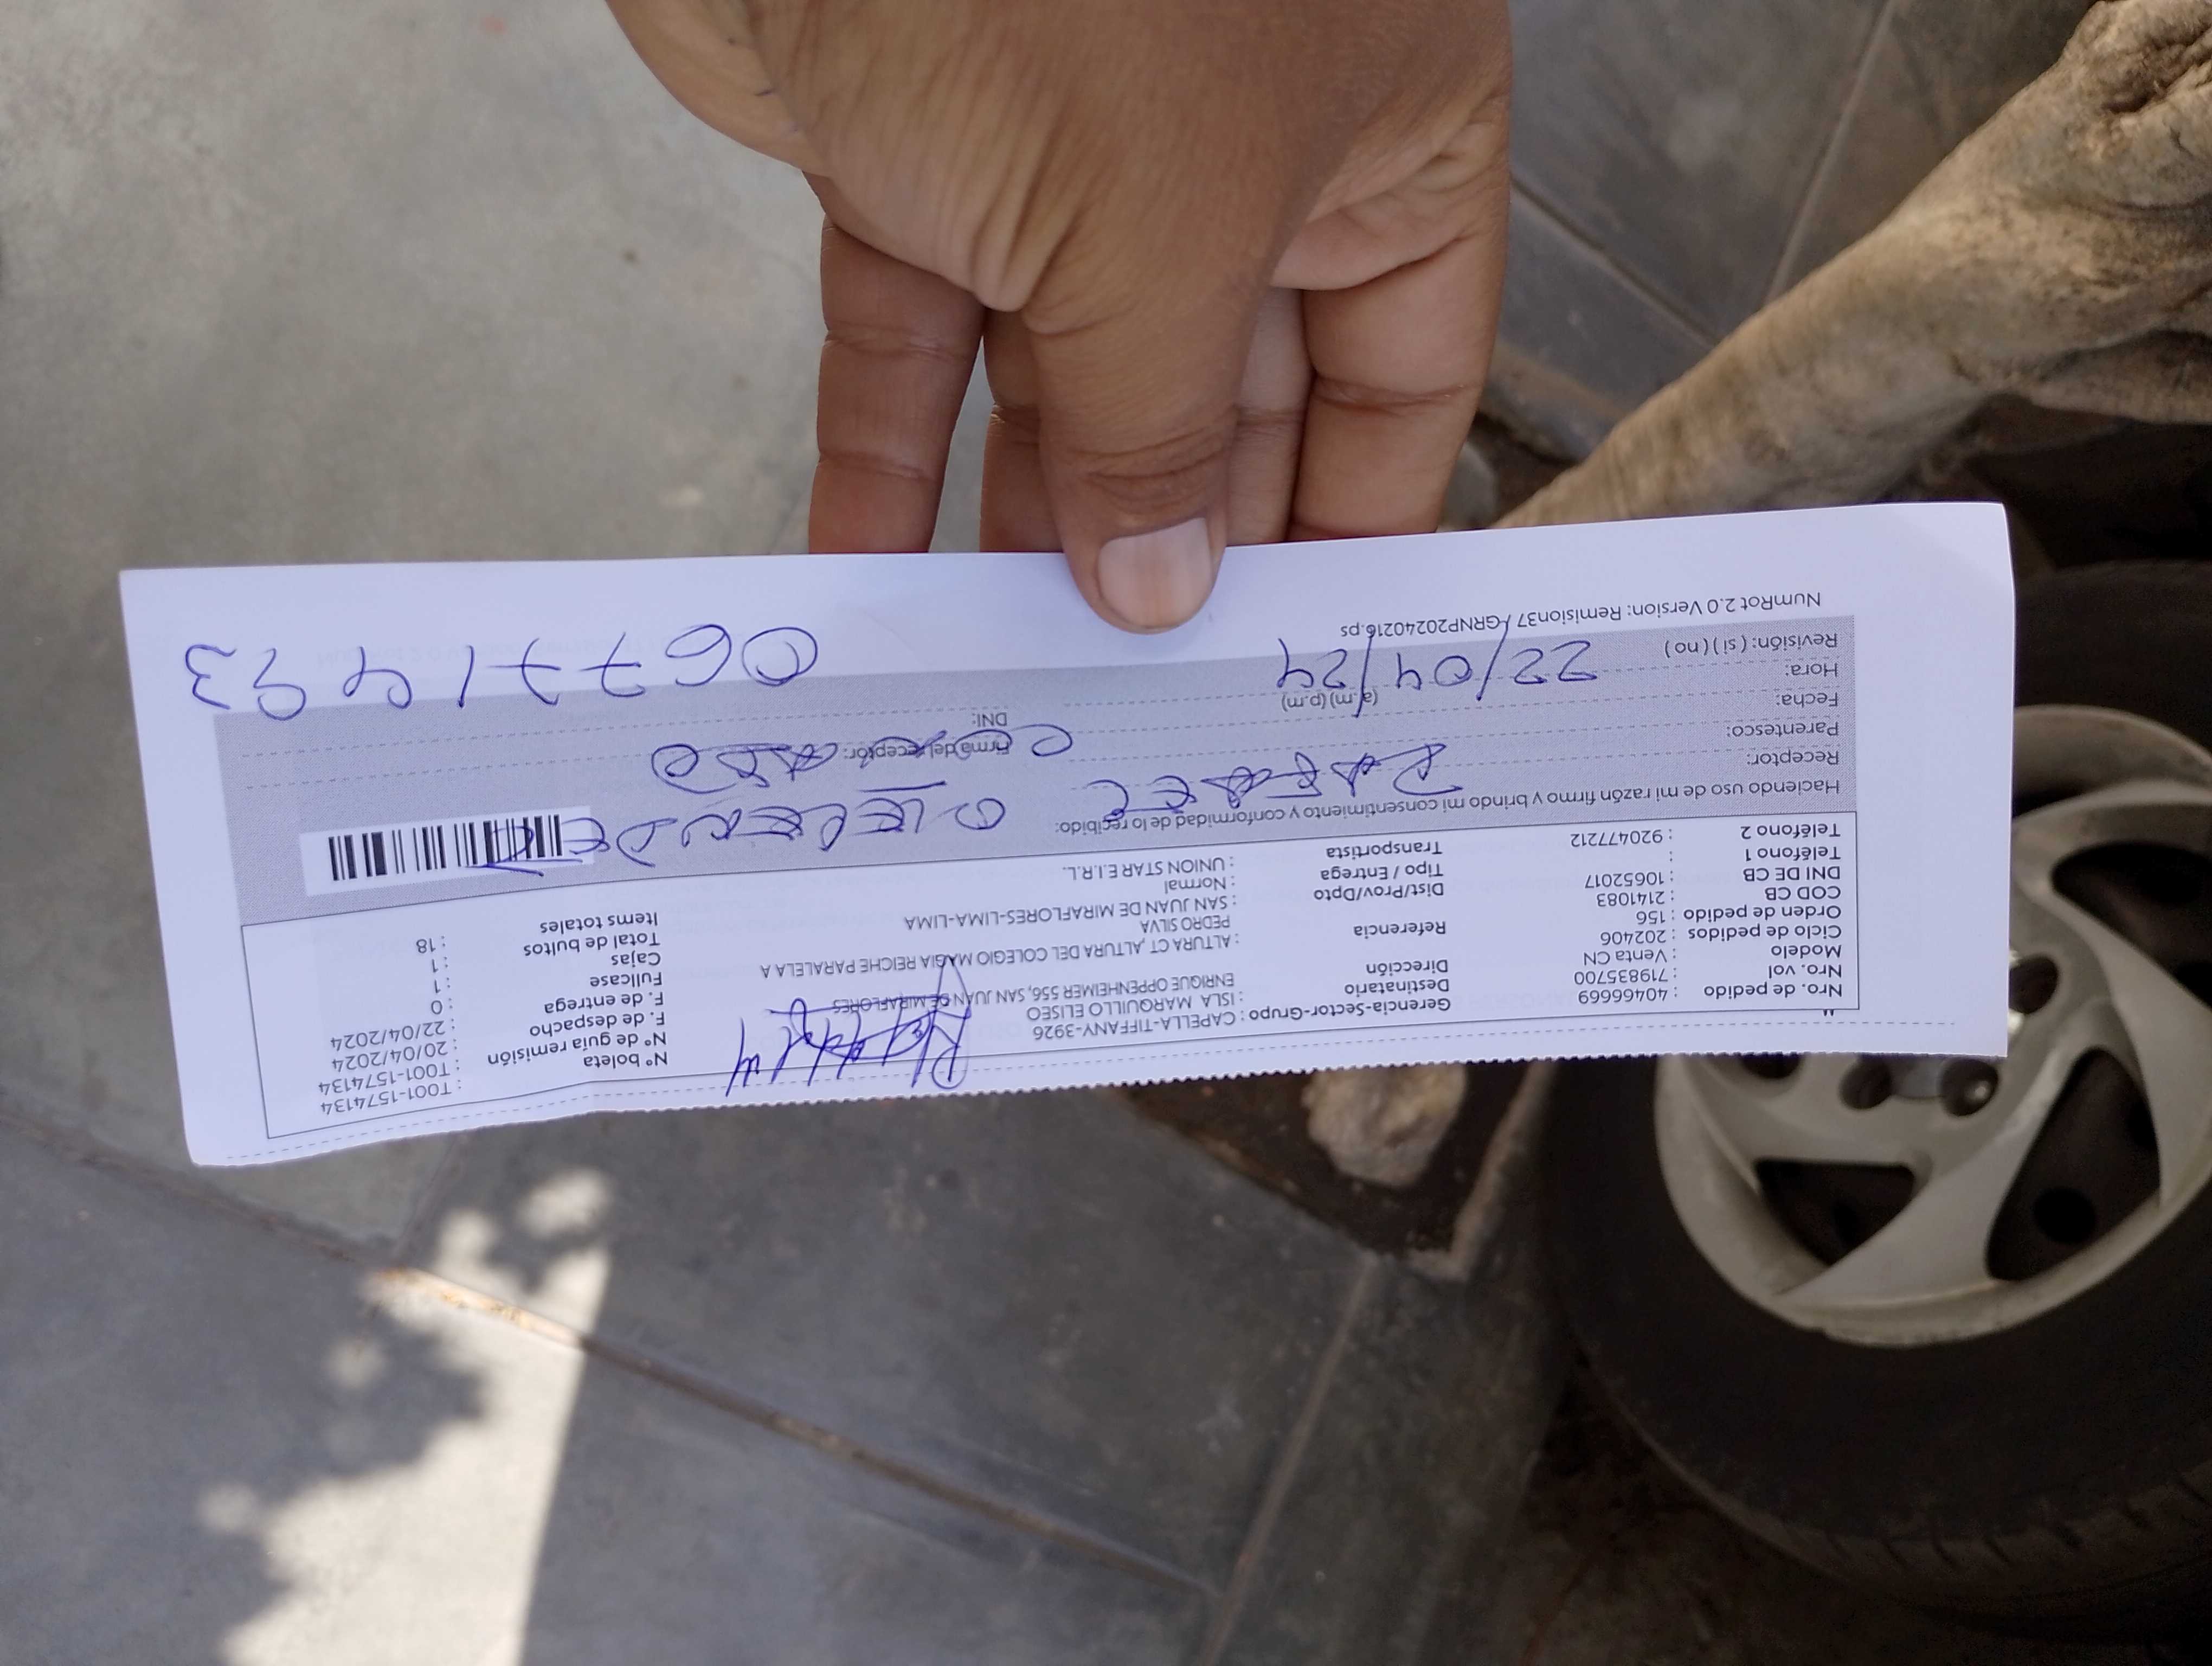 Nro. de pedido : 40466669
Nro. vol : 719835700
Modelo : Venta CN
Ciclo de pedidos : 202406
Orden de pedido : 156
COD CB : 2141083
DNI DE CB : 10652017
Teléfono 1 :
Teléfono 2 : 920477212
Gerencia-Sector-Grupo : CAPELLA-TIFFANY-3926
Destinatario : ISLA MARQUILLO ELISEO
Dirección ENRIQUE OPPENHEIMER 556, SAN JUAN DE MIRAFLORES
Referencia : ALTURA CT ,ALTURA DEL COLEGIO MARIA REICHE PARALELA A
PEDRO SILVA
Dist/Prov/Dpto : SAN JUAN DE MIRAFLORES-LIMA-LIMA
Tipo / Entrega : Normal
Transportista : UNION STAR E.I.R.L.
Nº boleta : T001-1574134
Nº de guia remisión : T001-1574134
F. de despacho : 20/04/2024
F. de entrega : 22/04/2024
Fullcase : 0
Cajas : 1
Total de bultos : 1
Items totales : 18
Haciendo uso de mi razón firmo y brindo mi consentimiento y conformidad de lo recibido:
Receptor: RAFAEL
Parentesco:
Fecha:
Hora: (a.m) (p.m)
22/04/24
Revisión: ( si ) ( no )
Firma del receptor:
DNI:
06771493
NumRot 2.0 Version: Remision37 /GRNP20240216.ps